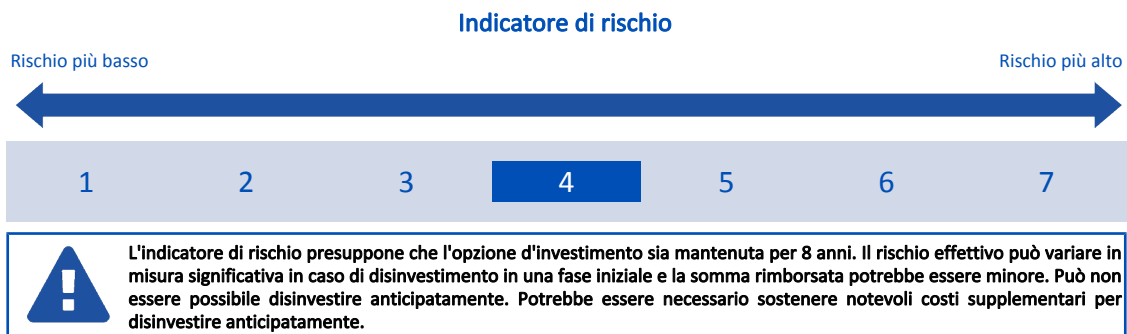 Indicatore di rischio
Rischio più basso
Rischio più alto
1 2 3 4 5 6 7
L'indicatore di rischio presuppone che l'opzione d'investimento sia mantenuta per 8 anni. Il rischio effettivo può variare in
misura significativa in caso di disinvestimento in una fase iniziale e la somma rimborsata potrebbe essere minore. Può non
essere possibile disinvestire anticipatamente. Potrebbe essere necessario sostenere notevoli costi supplementari per
disinvestire anticipatamente.